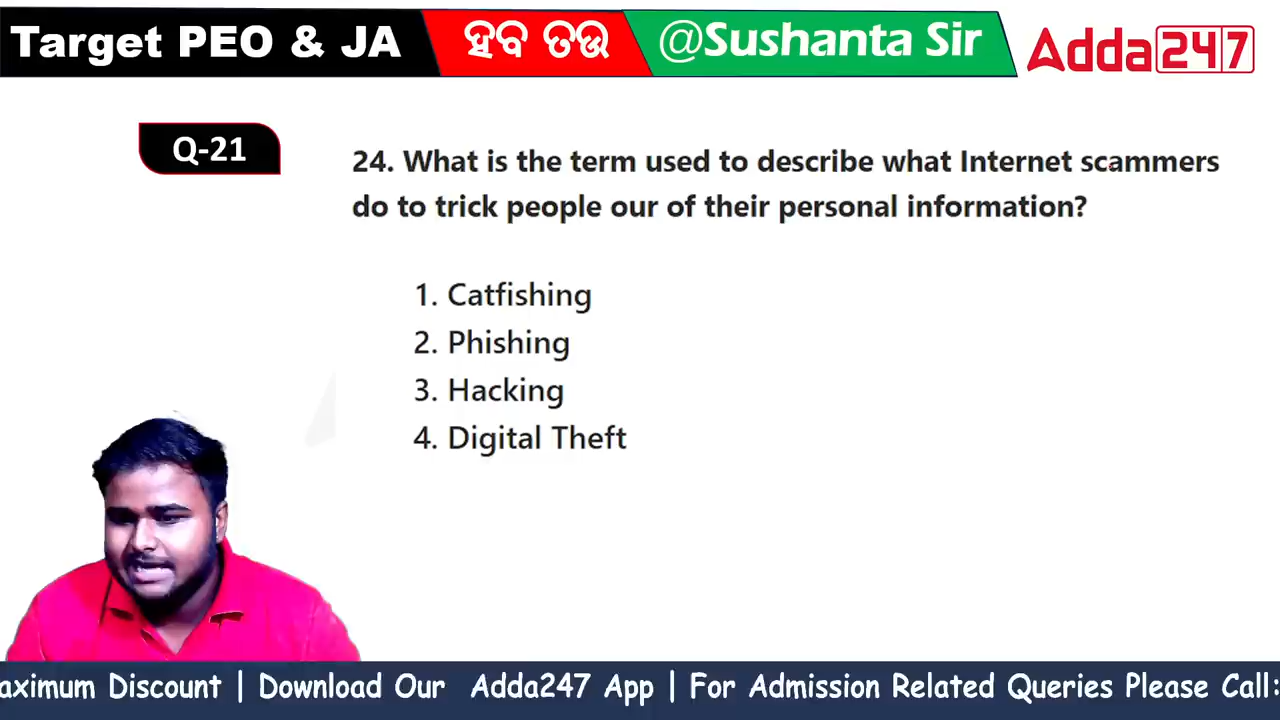 Target PEO & JA ହବ ତଉ @Sushanta Sir Adda247
Q-21
24. What is the term used to describe what Internet scammers
do to trick people our of their personal information?
1. Catfishing
2. Phishing
3. Hacking
4. Digital Theft
aximum Discount | Download Our Adda247 App | For Admission Related Queries Please Call: